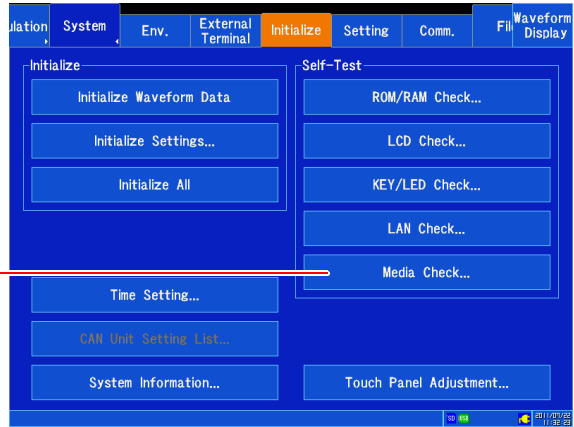 ulation
System
Env.
External
Terminal
Initialize
Setting
Comm.
Fil
Waveform
Display
Initialize
Initialize Waveform Data
Initialize Settings...
Initialize All
Time Setting...
CAN Unit Setting List...
System Information...
Self-Test
ROM/RAM Check...
LCD Check...
KEY/LED Check...
LAN Check...
Media Check...
Touch Panel Adjustment...
SD USB
2011/07/22
11:32:23